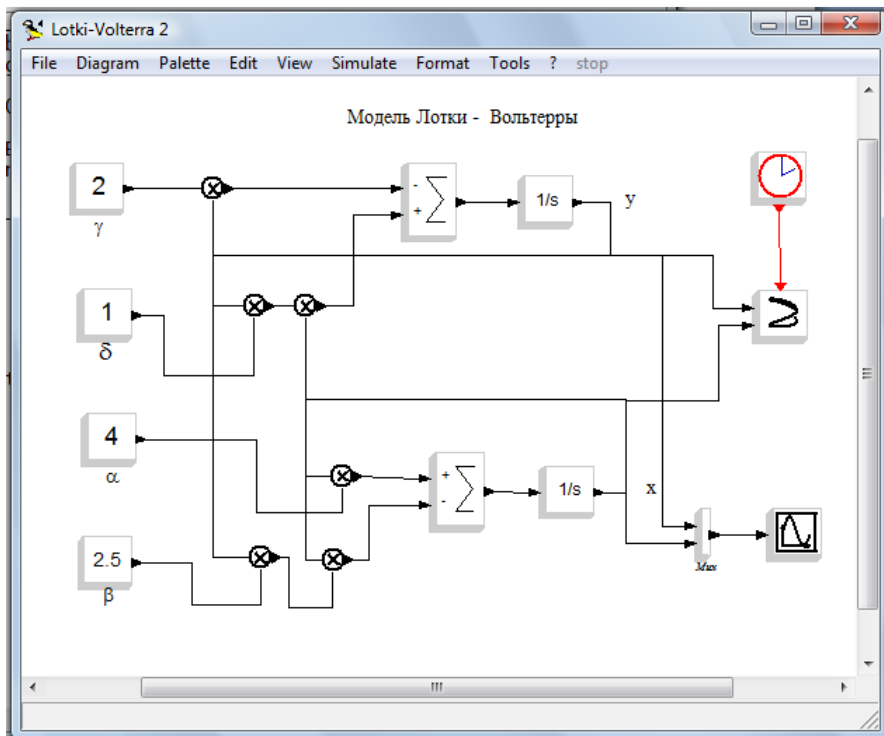 Lotki-Volterra 2
File Diagram Palette Edit View Simulate Format Tools ? stop
Модель Лотки - Вольтерры
2
γ
- 
+
1/s
y
1
δ
4
α
+
-
1/s
x
2.5
β
Mux